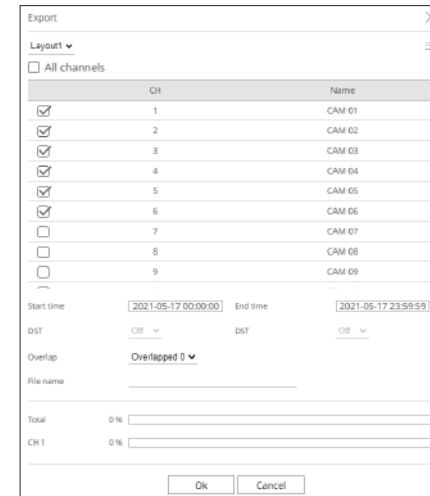 Export
Layout1
All channels
CH Name
1 CAM 01
2 CAM 02
3 CAM 03
4 CAM 04
5 CAM 05
6 CAM 06
7 CAM 07
8 CAM 08
9 CAM 09
Start time 2021-05-17 00:00:00 End time 2021-05-17 23:59:59
DST Off DST Off
Overlap Overlapped 0
File name
Total 0 %
CH 1 0 %
Ok Cancel